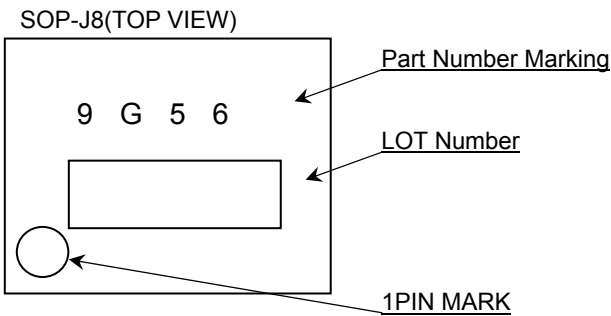 SOP-J8(TOP VIEW)
Part Number Marking
9 G 5 6
LOT Number
1PIN MARK